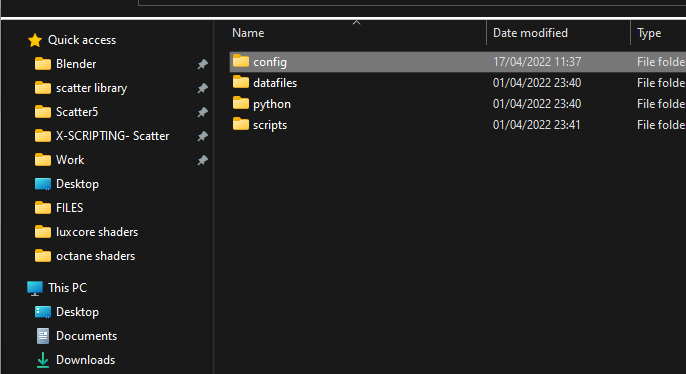 Name Date modified Type
Quick access
Blender
scatter library
Scatter5
X-SCRIPTING- Scatter
Work
Desktop
FILES
luxcore shaders
octane shaders
This PC
Desktop
Documents
Downloads
config 17/04/2022 11:37 File folde
datafiles 01/04/2022 23:40 File folde
python 01/04/2022 23:40 File folde
scripts 01/04/2022 23:41 File folde